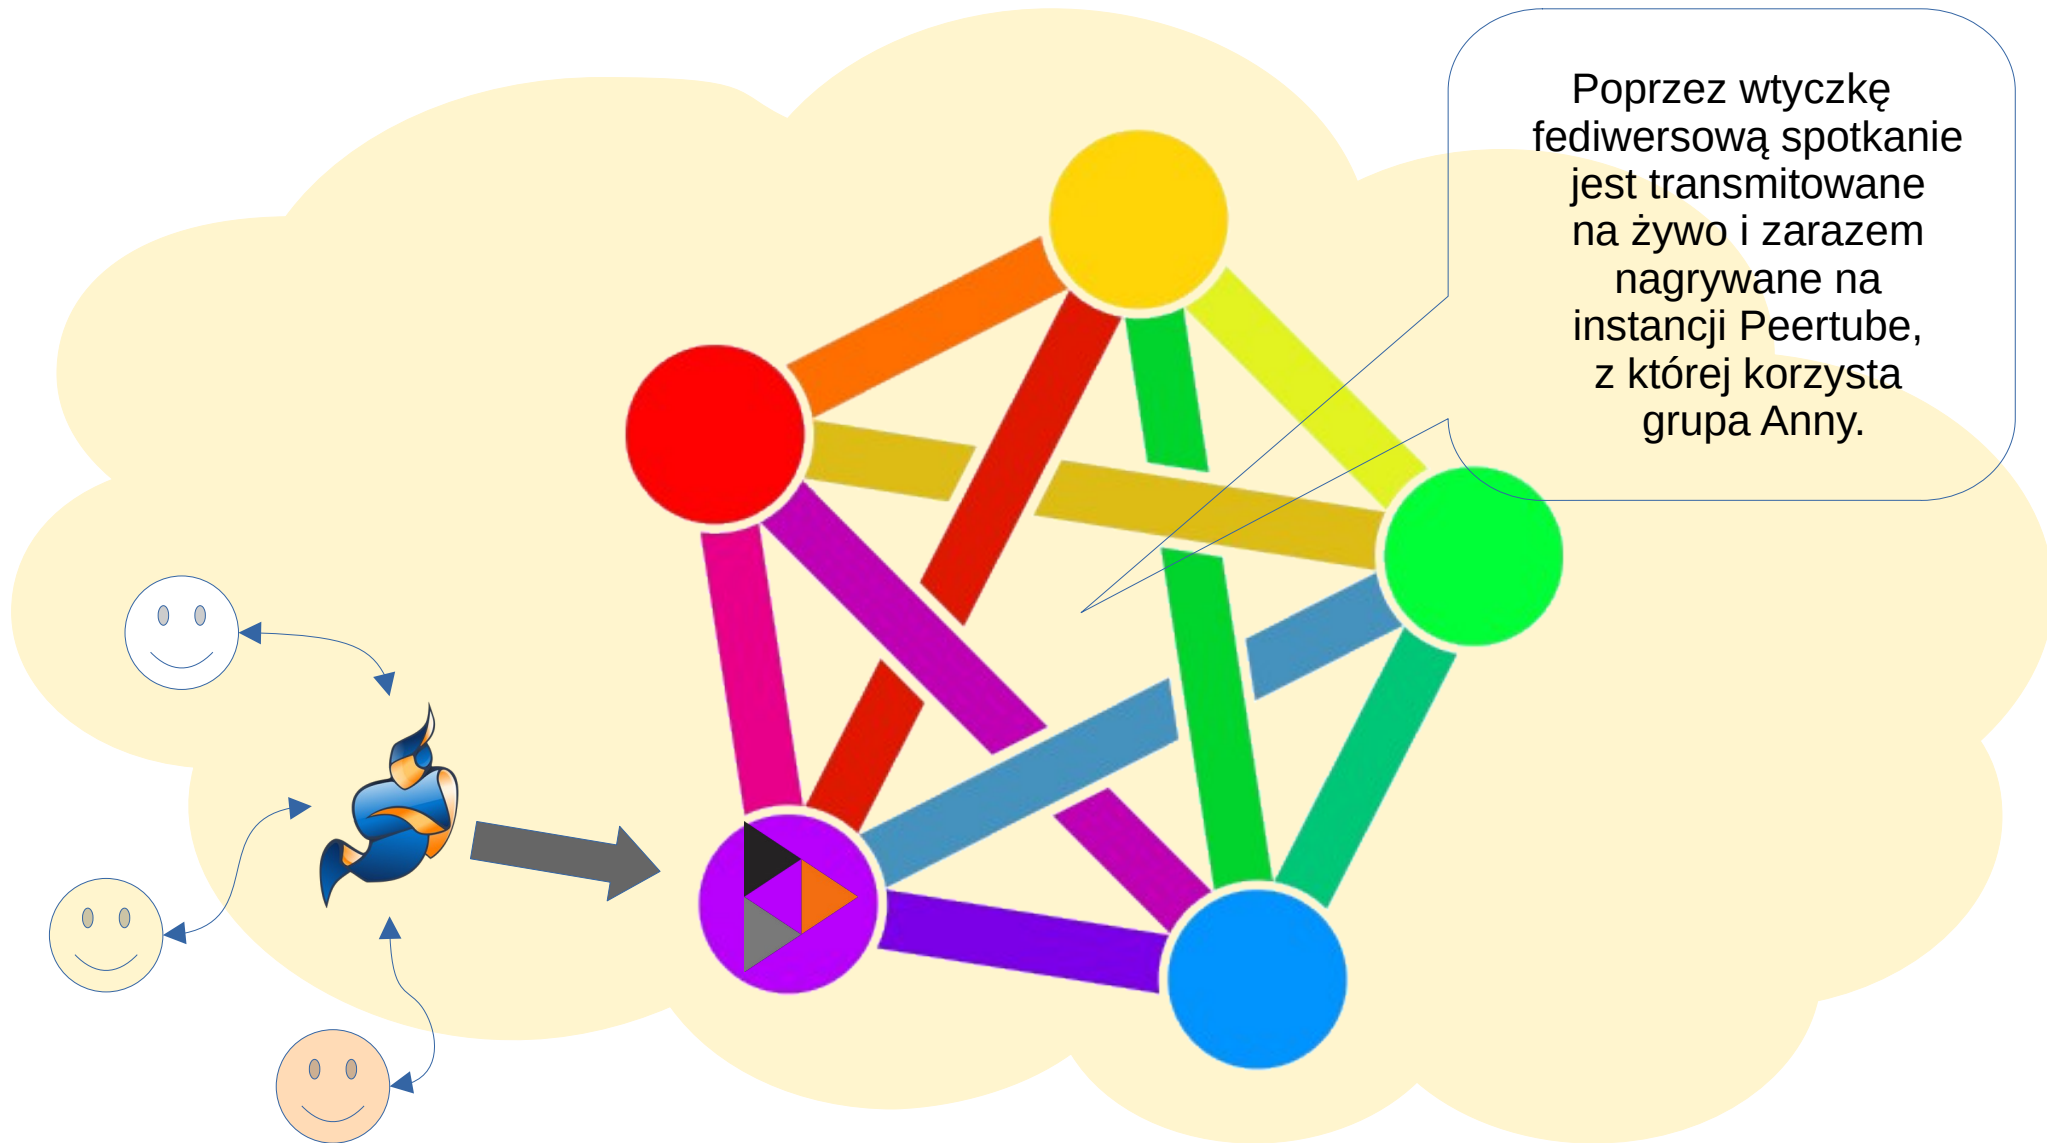 Poprzez wtyczkę
fediwersową spotkanie
jest transmitowane
na żywo i zarazem
nagrywane na
instancji Peertube,
z której korzysta
grupa Anny.